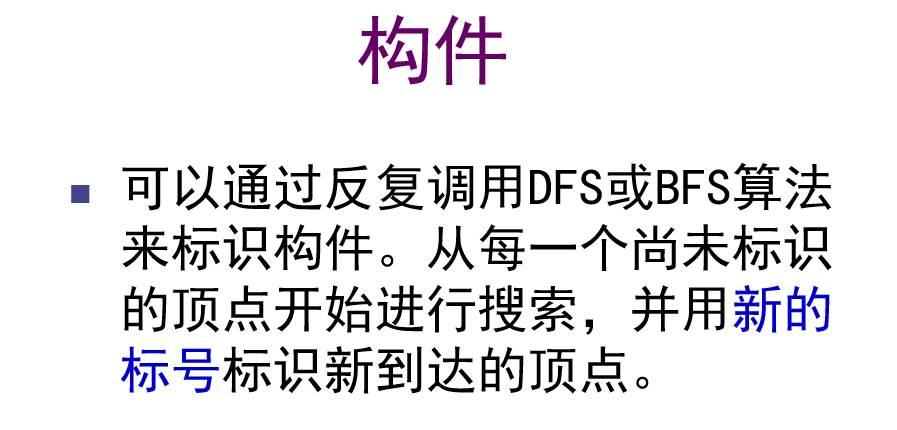 构件
可以通过反复调用DFS或BFS算法
来标识构件。从每一个尚未标识
的顶点开始进行搜索，并用新的
标号标识新到达的顶点。